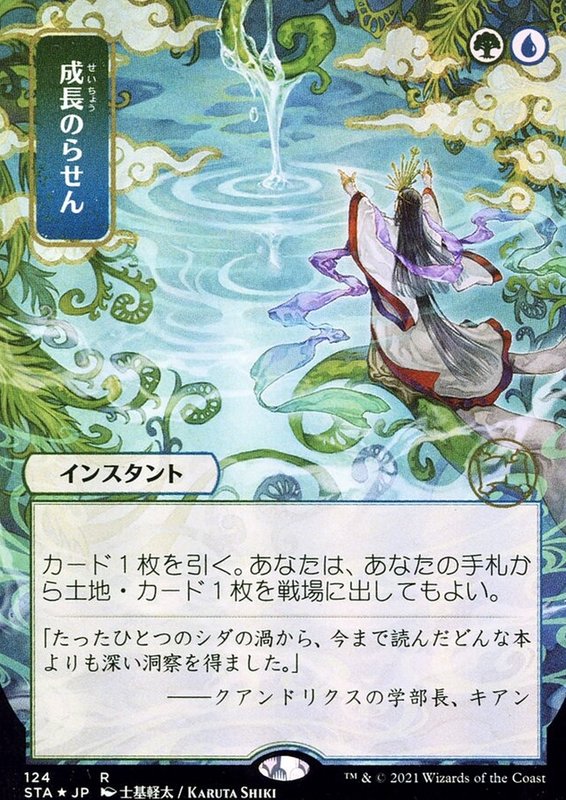 成長のらせん
せいちょう
インスタント
カード1枚を引く。あなたは、あなたの手札か
ら土地・カード1枚を戦場に出してもよい。
「たったひとつのシダの渦から、今まで読んだどんな本
よりも深い洞察を得ました。」
――クアンドリクスの学部長、キアン
124 R
STA ★ JP 士基軽太 / KARUTA SHIKI
™ & © 2021 Wizards of the Coast